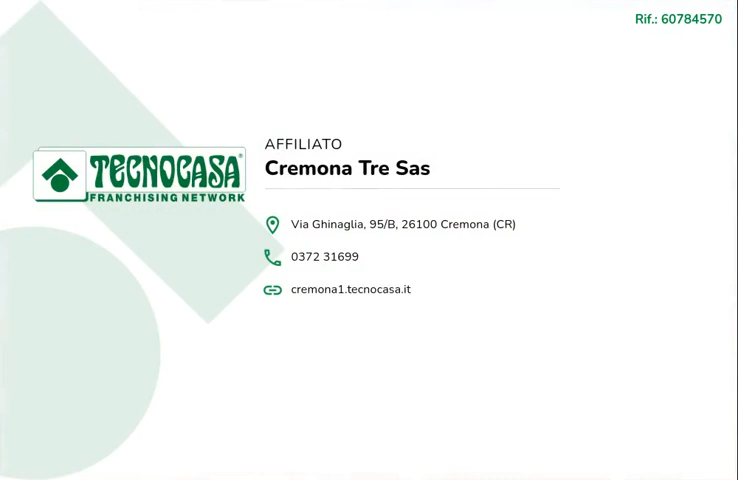 Rif.: 60784570
AFFILIATO
Cremona Tre Sas
TECNOCASA®
FRANCHISING NETWORK
Via Ghinaglia, 95/B, 26100 Cremona (CR)
0372 31699
cremona1.tecnocasa.it